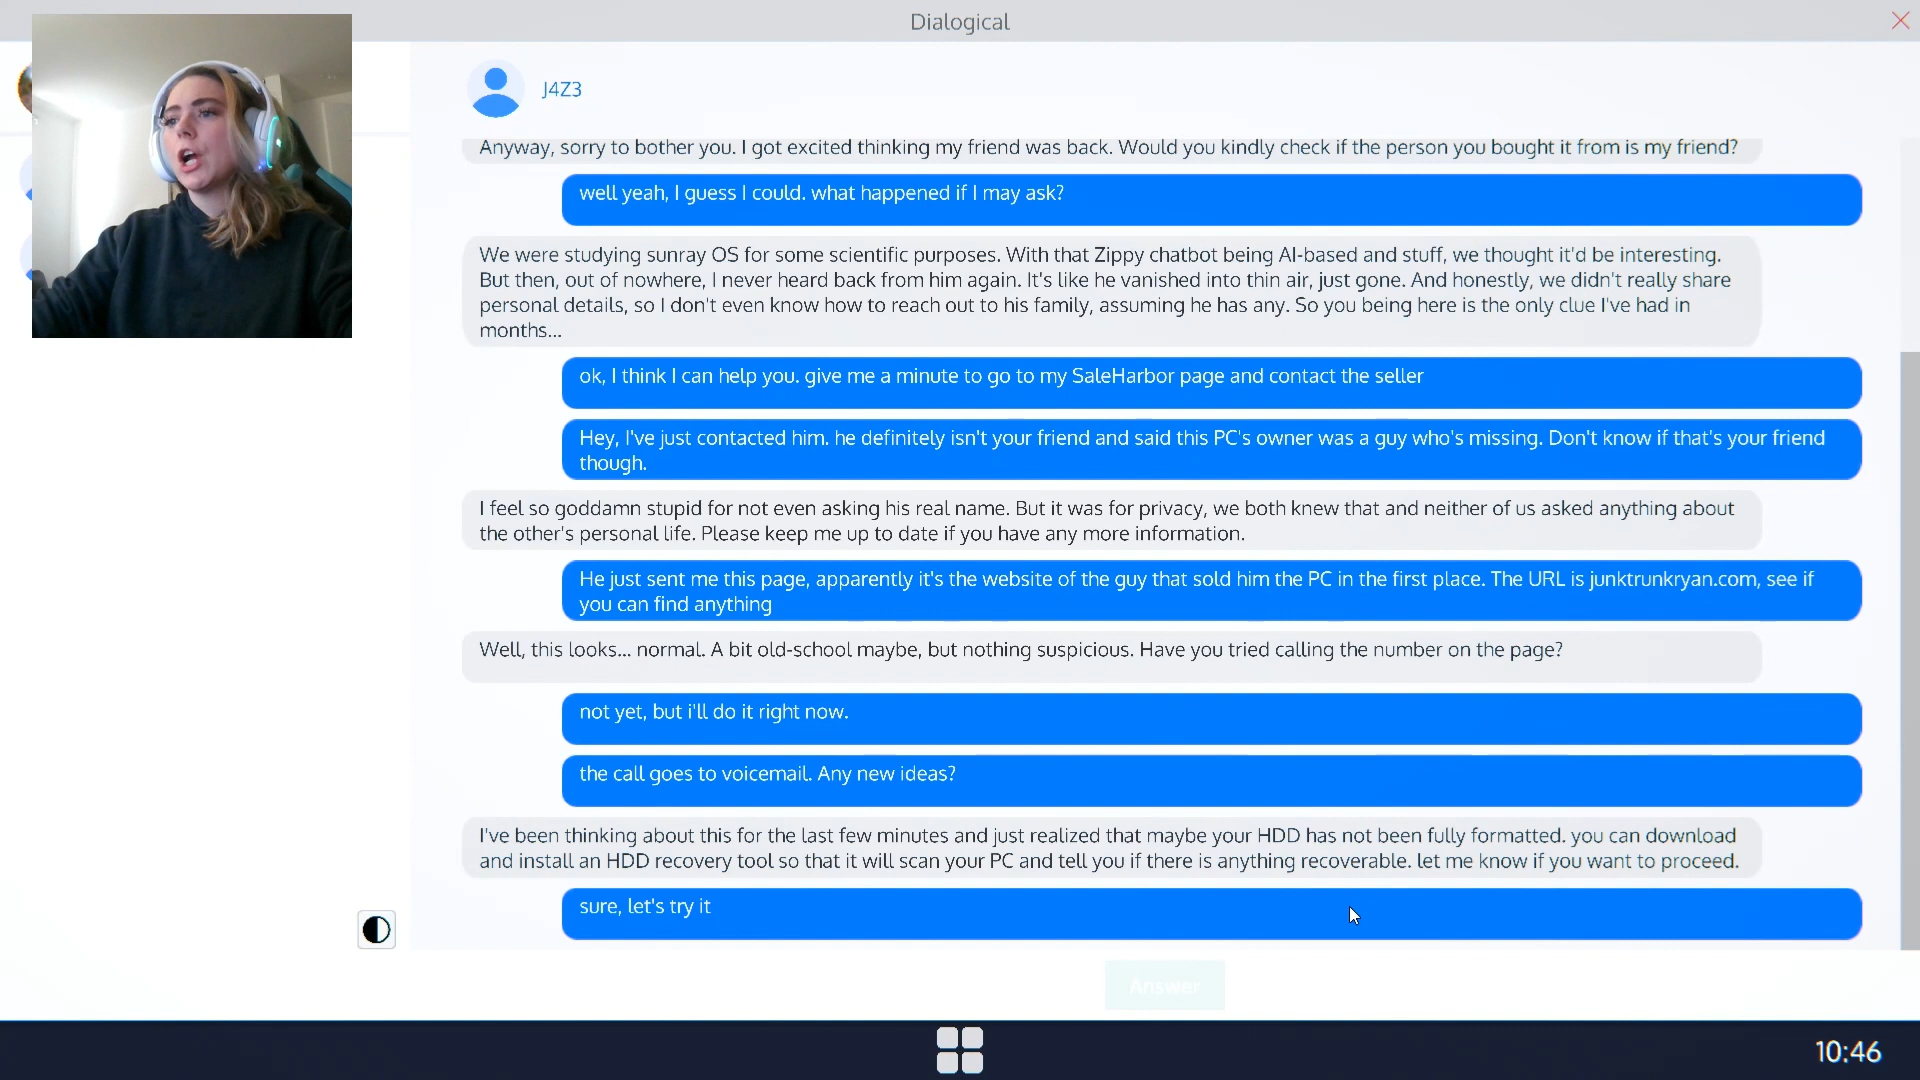 Dialogical
J4Z3
Anyway, sorry to bother you. I got excited thinking my friend was back. Would you kindly check if the person you bought it from is my friend?
well yeah, I guess I could. what happened if I may ask?
We were studying sunray OS for some scientific purposes. With that Zippy chatbot being AI-based and stuff, we thought it'd be interesting.
But then, out of nowhere, I never heard back from him again. It's like he vanished into thin air, just gone. And honestly, we didn't really share
personal details, so I don't even know how to reach out to his family, assuming he has any. So you being here is the only clue I've had in
months...
ok, I think I can help you. give me a minute to go to my SaleHarbor page and contact the seller
Hey, I've just contacted him. he definitely isn't your friend and said this PC's owner was a guy who's missing. Don't know if that's your friend
though.
I feel so goddamn stupid for not even asking his real name. But it was for privacy, we both knew that and neither of us asked anything about
the other's personal life. Please keep me up to date if you have any more information.
He just sent me this page, apparently it's the website of the guy that sold him the PC in the first place. The URL is junktrunkryan.com, see if
you can find anything
Well, this looks... normal. A bit old-school maybe, but nothing suspicious. Have you tried calling the number on the page?
not yet, but i'll do it right now.
the call goes to voicemail. Any new ideas?
I've been thinking about this for the last few minutes and just realized that maybe your HDD has not been fully formatted. you can download
and install an HDD recovery tool so that it will scan your PC and tell you if there is anything recoverable. let me know if you want to proceed.
sure, let's try it
Answer
10:46